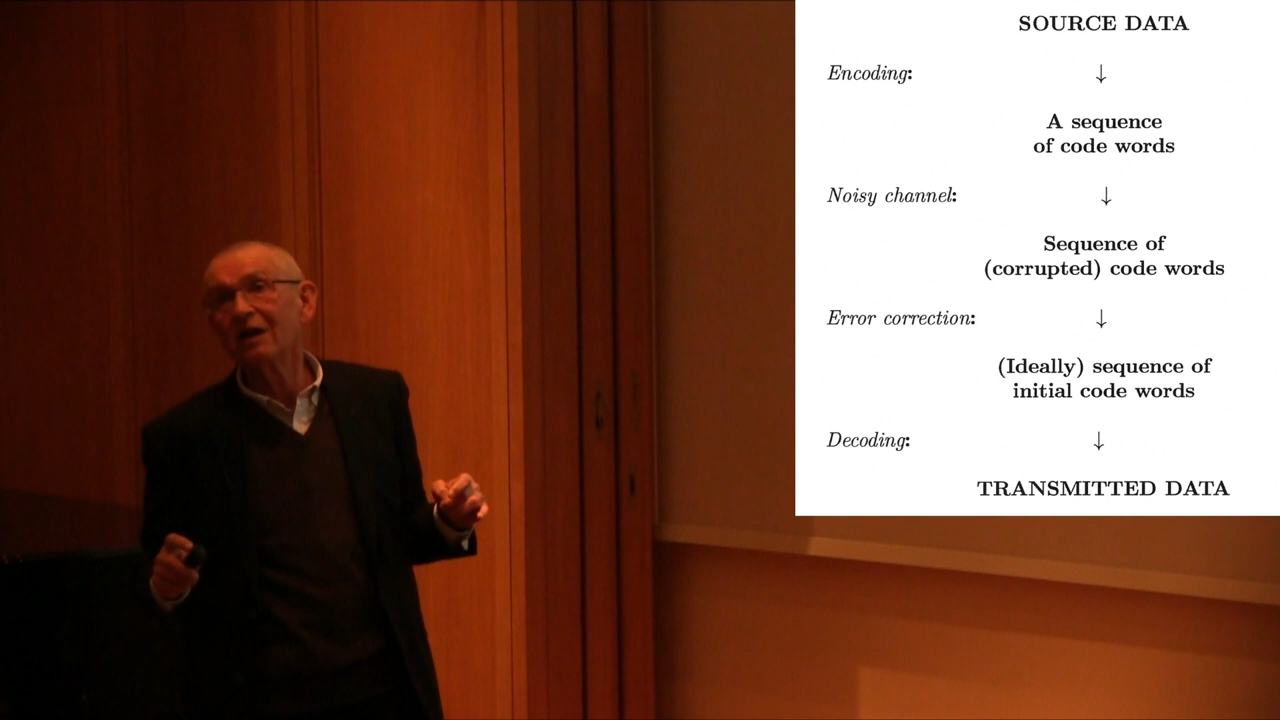 SOURCE DATA
Encoding: ↓
A sequence
of code words
Noisy channel: ↓
Sequence of
(corrupted) code words
Error correction: ↓
(Ideally) sequence of
initial code words
Decoding: ↓
TRANSMITTED DATA